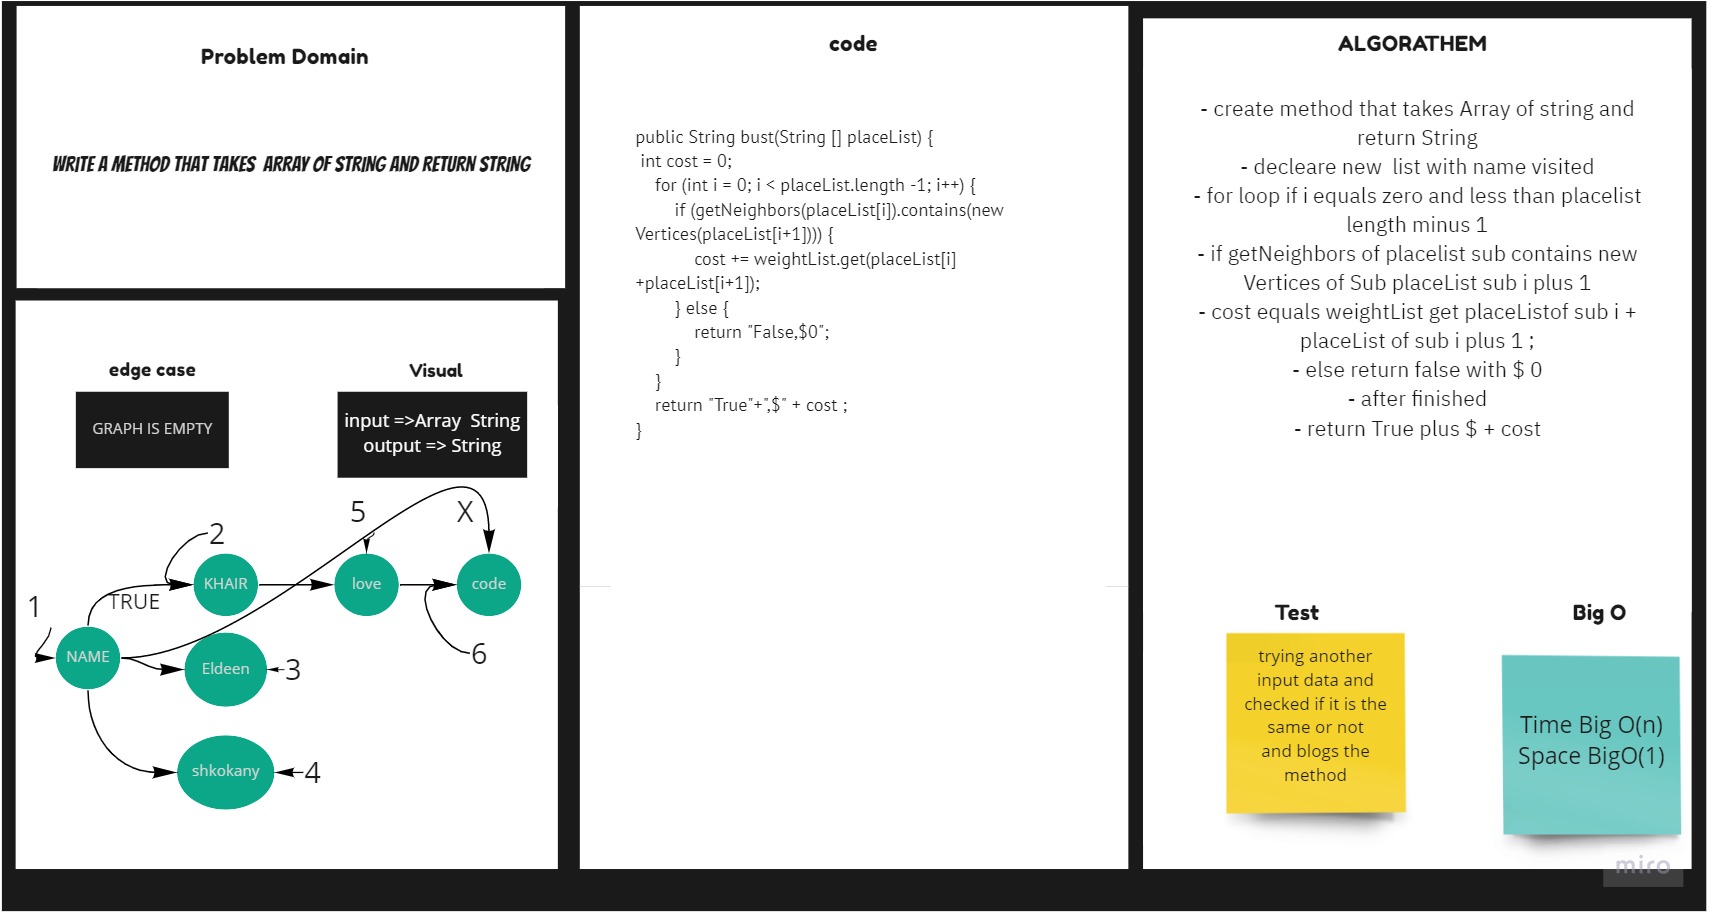 Problem Domain
WRITE A METHOD THAT TAKES ARRAY OF STRING AND RETURN STRING
edge case
GRAPH IS EMPTY
Visual
input =>Array String
output => String
5
X
2
KHAIR
love
code
TRUE
1
NAME
6
Eldeen
3
shkokany
4
code
public String bust(String [] placeList) {
int cost = 0;
for (int i = 0; i < placeList.length -1; i++) {
if (getNeighbors(placeList[i]).contains(new
Vertices(placeList[i+1]))) {
cost += weightList.get(placeList[i]
+placeList[i+1]);
} else {
return "False,$0";
}
}
return "True"+",$" + cost ;
}
ALGORATHEM
- create method that takes Array of string and
return String
- decleare new list with name visited
- for loop if i equals zero and less than placelist
length minus 1
- if getNeighbors of placelist sub contains new
Vertices of Sub placeList sub i plus 1
- cost equals weightList get placeListof sub i +
placeList of sub i plus 1 ;
- else return false with $ 0
- after finished
- return True plus $ + cost
Test
trying another
input data and
checked if it is the
same or not
and blogs the
method
Big O
Time Big O(n)
Space BigO(1)
miro